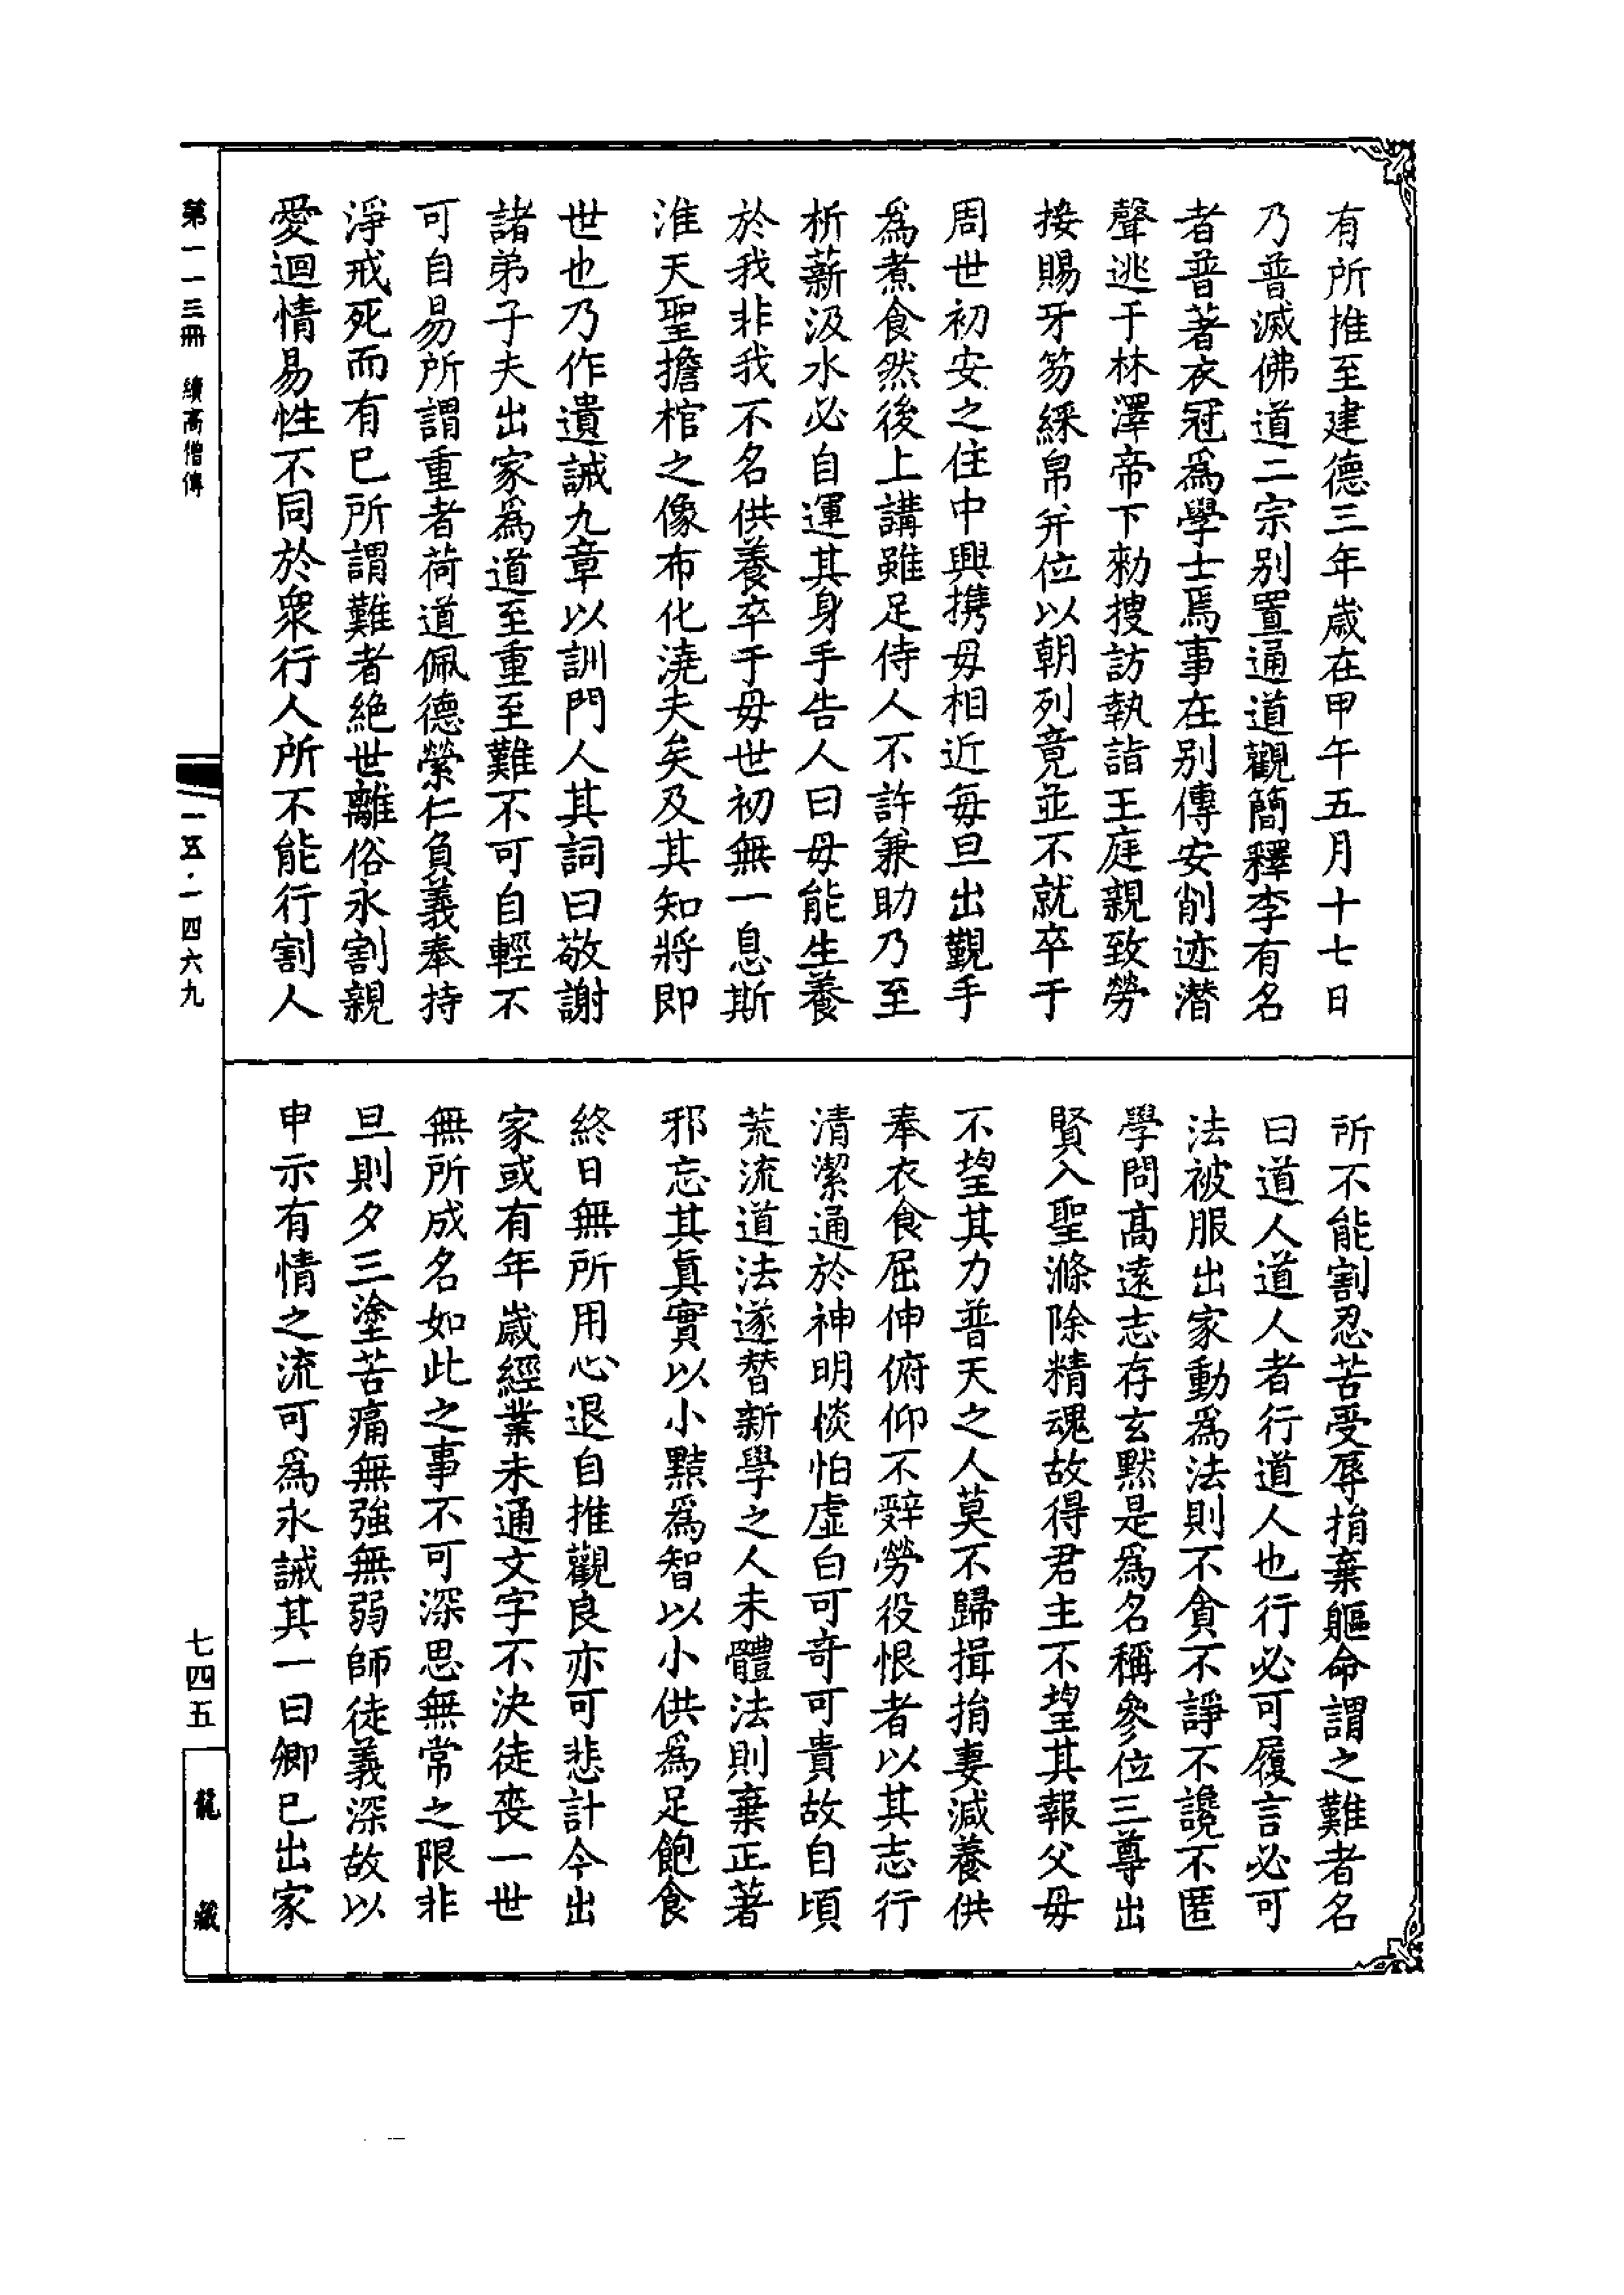 有所推至建德三年歲在甲午五月十七日
乃普滅佛道二宗别置通道觀簡釋李有名
者普著衣冠爲學士焉事在别傳安削迹潛
聲逃于林澤帝下勑搜訪執詣王庭親致勞
接賜牙笏綵帛并位以朝列竟並不就卒于
周世初安之住中興携母相近每旦出覲手
爲煮食然後上講雖足侍人不許兼助乃至
析薪汲水必自運其身手告人曰母能生養
於我非我不名供養卒于母世初無一息斯
淮天聖擔棺之像布化澆夫矣及其知將即
世也乃作遺誡九章以訓門人其詞曰敬謝
諸弟子夫出家爲道至重至難不可自輕不
可自易所謂重者荷道佩德縈仁負義奉持
淨戒死而有已所謂難者絶世離俗永割親
愛迴情易性不同於衆行人所不能行割人
所不能割忍苦受辱捐棄軀命謂之難者名
曰道人道人者行道人也行必可履言必可
法被服出家動爲法則不貪不諍不讒不匿
學問高遠志存玄默是爲名稱參位三尊出
賢入聖滌除精魂故得君主不望其報父母
不望其力普天之人莫不歸揖捐妻減養供
奉衣食屈伸俯仰不辭勞役恨者以其志行
清潔通於神明惔怕虛白可奇可貴故自頃
荒流道法遂替新學之人未體法則棄正著
邪忘其眞實以小黠爲智以小供爲足飽食
終日無所用心退自推觀良亦可悲計今出
家或有年歲經業未通文字不決徒喪一世
無所成名如此之事不可深思無常之限非
旦則夕三塗苦痛無強無弱師徒義深故以
申示有情之流可爲永誡其一曰卿已出家
第一一三冊　續高僧傳
一五·一四六九
七四五
龍藏